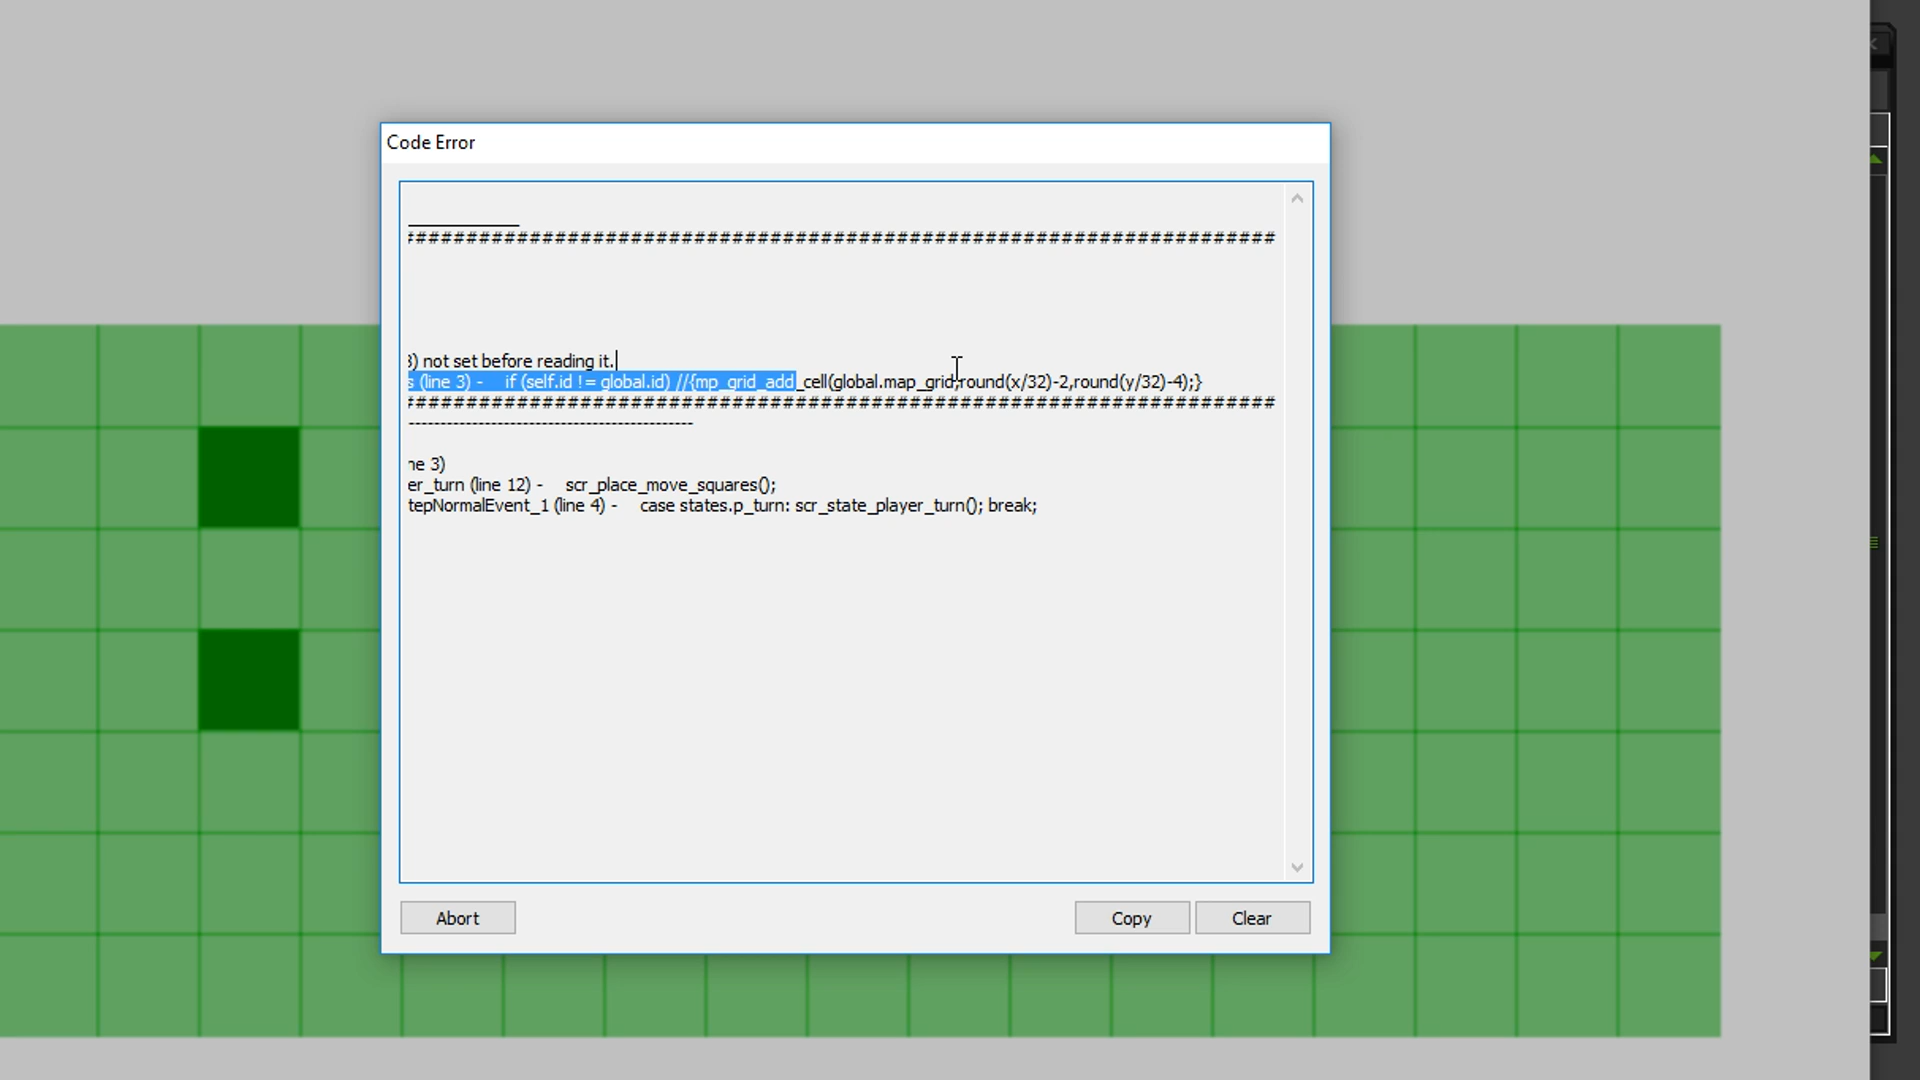 Code Error
###################################################################################
3) not set before reading it.
s (line 3) - if (self.id != global.id) //{mp_grid_add_cell(global.map_grid,round(x/32)-2,round(y/32)-4);}
###################################################################################
--------------------------------------------
ne 3)
er_turn (line 12) - scr_place_move_squares();
tepNormalEvent_1 (line 4) - case states.p_turn: scr_state_player_turn(); break;
Abort
Copy
Clear